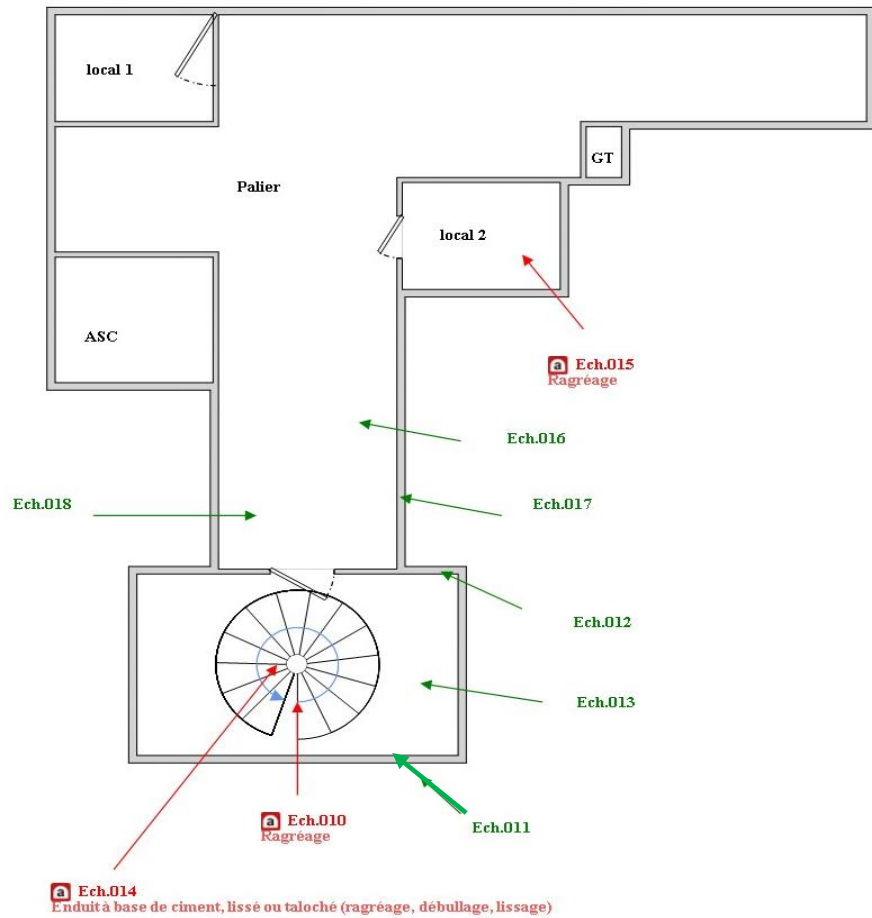 local 1
GT
Palier
local 2
ASC
a Ech.015
Ragréage
Ech.016
Ech.018
Ech.017
Ech.012
Ech.013
a Ech.010
Ragréage
Ech.011
a Ech.014
Enduit à base de ciment, lissé ou taloché (ragréage, débullage, lissage)